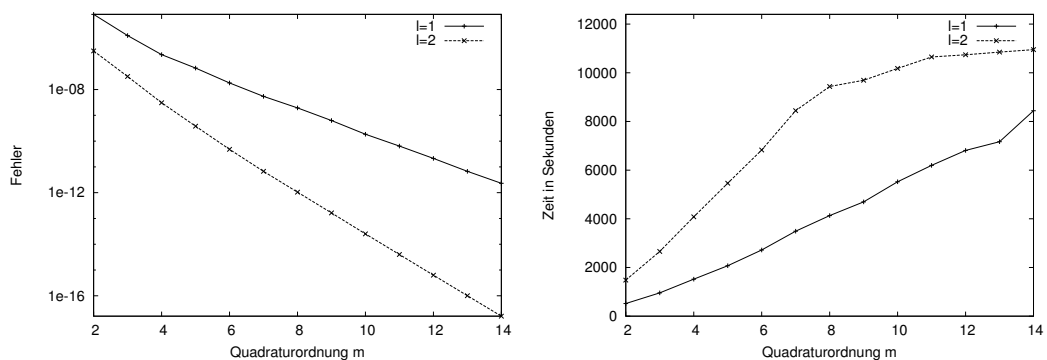 l=1
l=2
1e-08
1e-12
1e-16
Fehler
2 4 6 8 10 12 14
Quadraturordnung m
l=1
l=2
12000
10000
8000
6000
4000
2000
0
Zeit in Sekunden
2 4 6 8 10 12 14
Quadraturordnung m